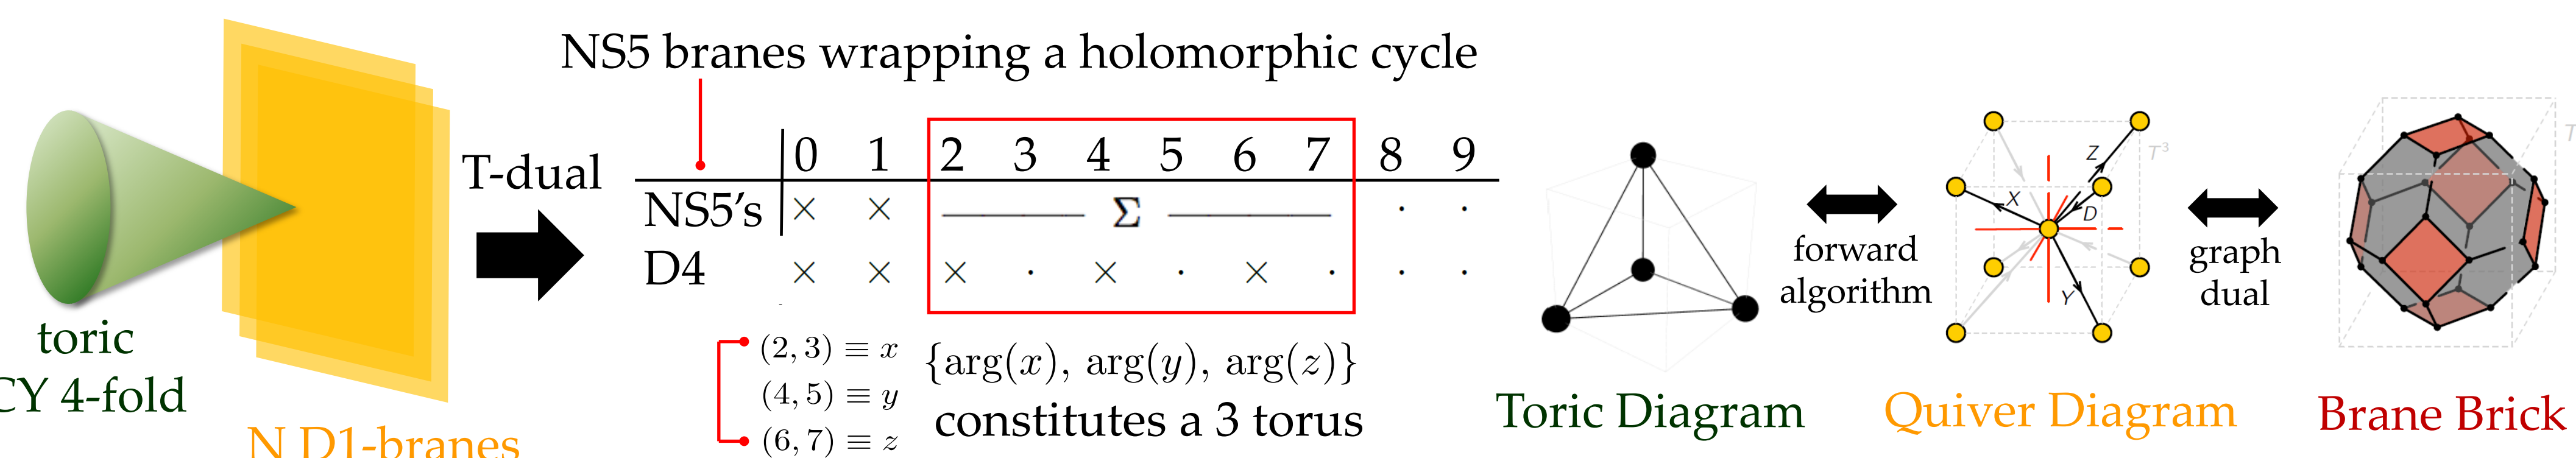 NS5 branes wrapping a holomorphic cycle
T-dual
0 1 2 3 4 5 6 7 8 9
NS5's × × Σ · ·
D4 × × × · × · × · · ·
(2, 3) ≡ x
(4, 5) ≡ y
(6, 7) ≡ z
{arg(x), arg(y), arg(z)}
constitutes a 3 torus
toric
CY 4-fold
N D1-branes
Toric Diagram
forward
algorithm
X
Y
Z
D
T³
Quiver Diagram
graph
dual
T
Brane Brick